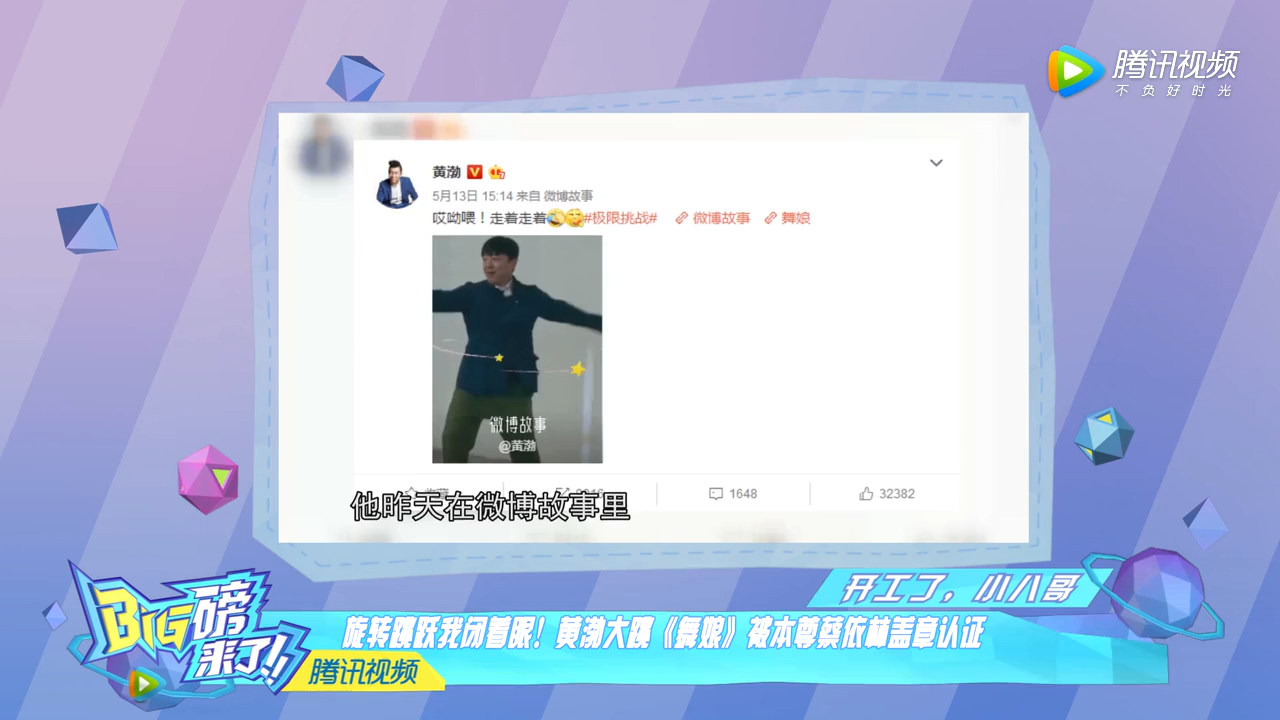 腾讯视频
不负好时光
黄渤
5月13日 15:14 来自 微博故事
哎呦喂！走着走着#极限挑战# 微博故事 舞娘
微博故事
@黄渤
1648
32382
他昨天在微博故事里
开工了，小八哥
BIG磅来了!!
旋转跳跃我闭着眼！黄渤大跳《舞娘》被本尊蔡依林盖章认证
腾讯视频